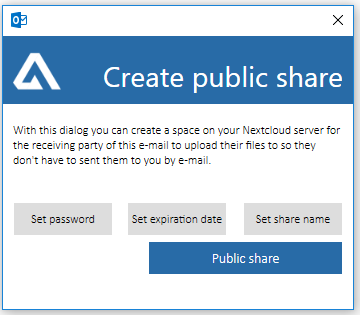 Create public share
With this dialog you can create a space on your Nextcloud server for
the receiving party of this e-mail to upload their files to so they
don't have to sent them to you by e-mail.
Set password
Set expiration date
Set share name
Public share